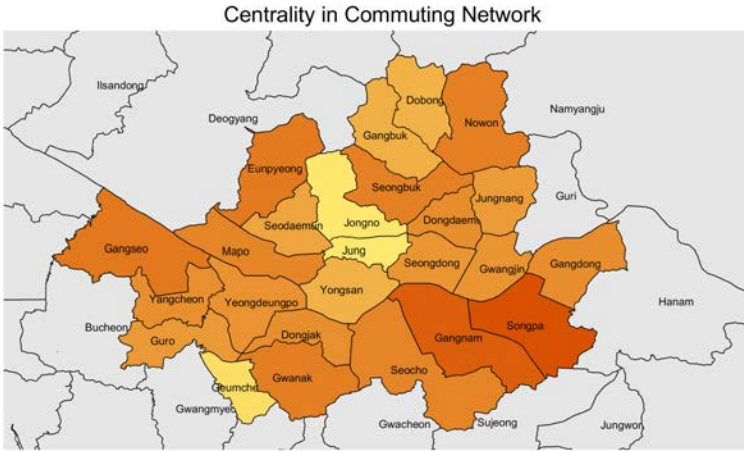 Centrality in Commuting Network
Ilsandong
Dobong
Namyangju
Deogyang
Nowon
Gangbuk
Eunpyeong
Seongbuk
Jungnang
Guri
Jongno
Dongdaem
Seodaemun
Gangseo
Mapo
Jung
Seongdong
Gwangjin
Gangdong
Yangcheon
Yeongdeungpo
Yongsan
Hanam
Bucheon
Songpa
Guro
Dongjak
Gangnam
Gwanak
Seocho
Geumche
Gwangmyeo
Gwacheon
Sujeong
Jungwon